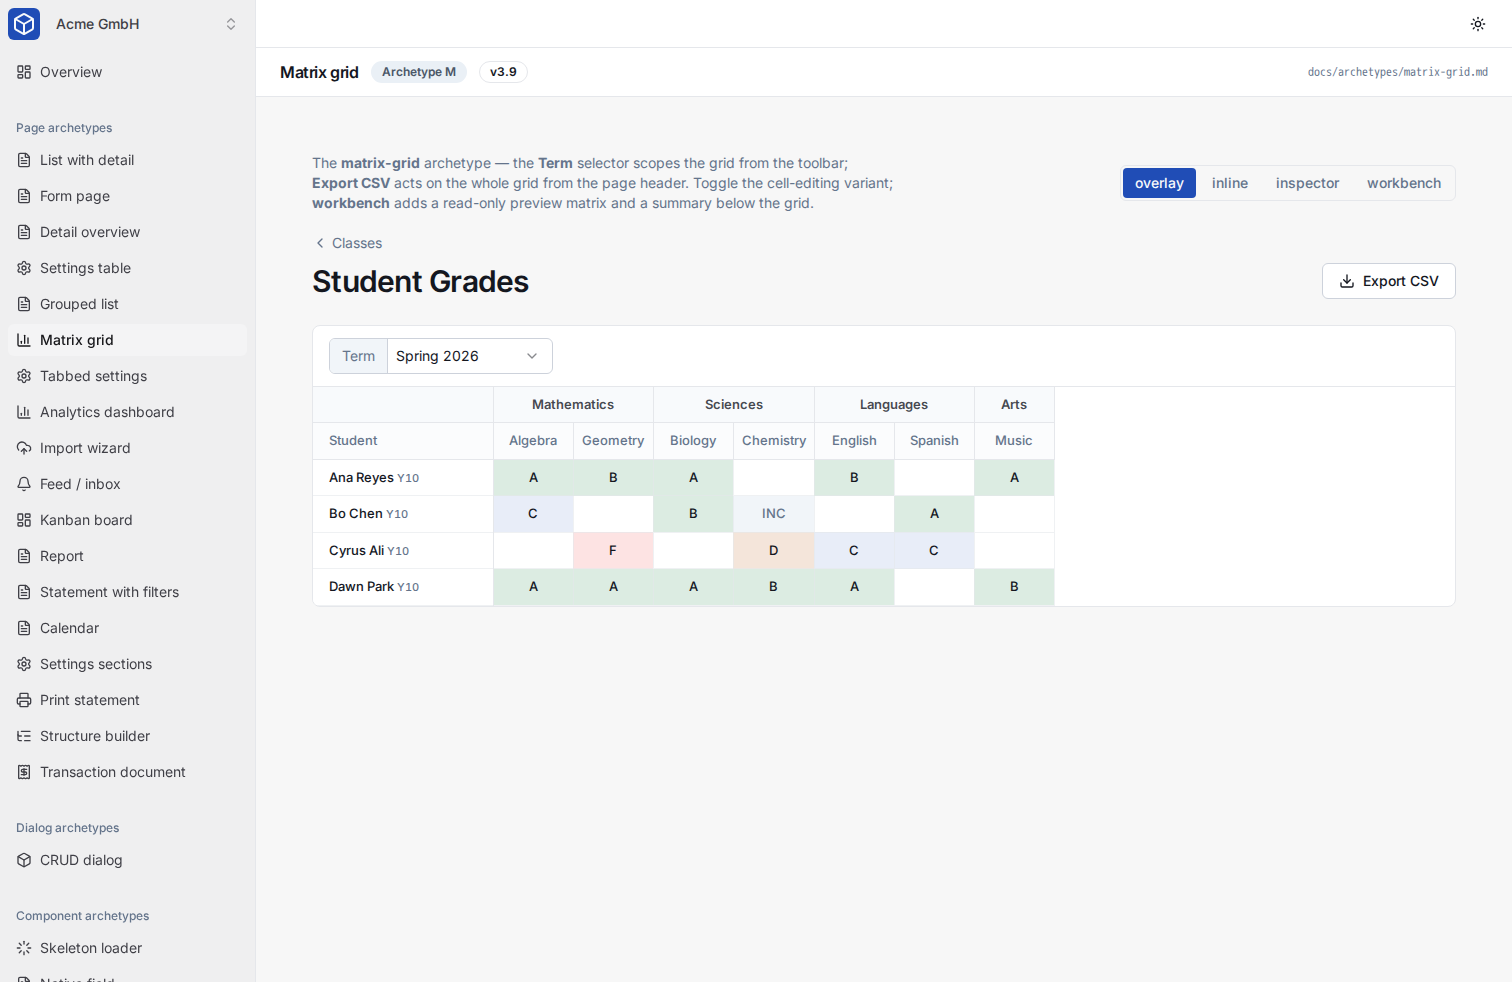 Acme GmbH
Overview
Page archetypes
List with detail
Form page
Detail overview
Settings table
Grouped list
Matrix grid
Tabbed settings
Analytics dashboard
Import wizard
Feed / inbox
Kanban board
Report
Statement with filters
Calendar
Settings sections
Print statement
Structure builder
Transaction document
Dialog archetypes
CRUD dialog
Component archetypes
Skeleton loader
Native field
Matrix grid Archetype M v3.9 docs/archetypes/matrix-grid.md
The matrix-grid archetype — the Term selector scopes the grid from the toolbar;
Export CSV acts on the whole grid from the page header. Toggle the cell-editing variant;
workbench adds a read-only preview matrix and a summary below the grid.
overlay inline inspector workbench
Classes
Student Grades
Export CSV
Term Spring 2026
Mathematics Sciences Languages Arts
Student Algebra Geometry Biology Chemistry English Spanish Music
Ana Reyes Y10 A B A B A
Bo Chen Y10 C B INC A
Cyrus Ali Y10 F D C C
Dawn Park Y10 A A A B A B